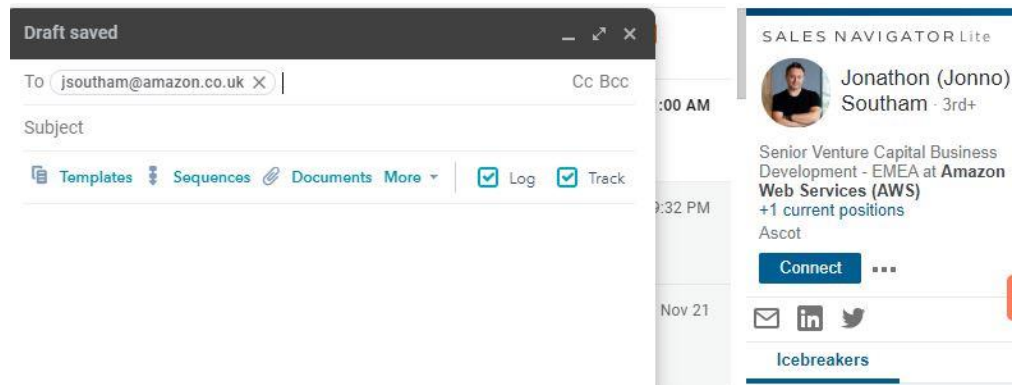 Draft saved
To jsoutham@amazon.co.uk Cc Bcc
Subject
Templates Sequences Documents More Log Track
:00 AM
:32 PM
Nov 21
SALES NAVIGATOR Lite
Jonathon (Jonno)
Southam · 3rd+
Senior Venture Capital Business
Development - EMEA at Amazon
Web Services (AWS)
+1 current positions
Ascot
Connect
in
Icebreakers